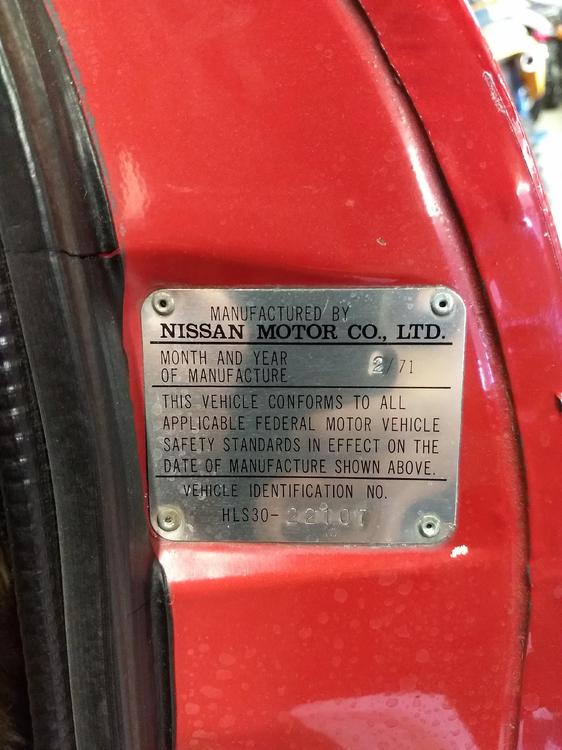 MANUFACTURED BY
NISSAN MOTOR CO., LTD.
MONTH AND YEAR
OF MANUFACTURE 2/71
THIS VEHICLE CONFORMS TO ALL
APPLICABLE FEDERAL MOTOR VEHICLE
SAFETY STANDARDS IN EFFECT ON THE
DATE OF MANUFACTURE SHOWN ABOVE.
VEHICLE IDENTIFICATION NO.
HLS30-22107